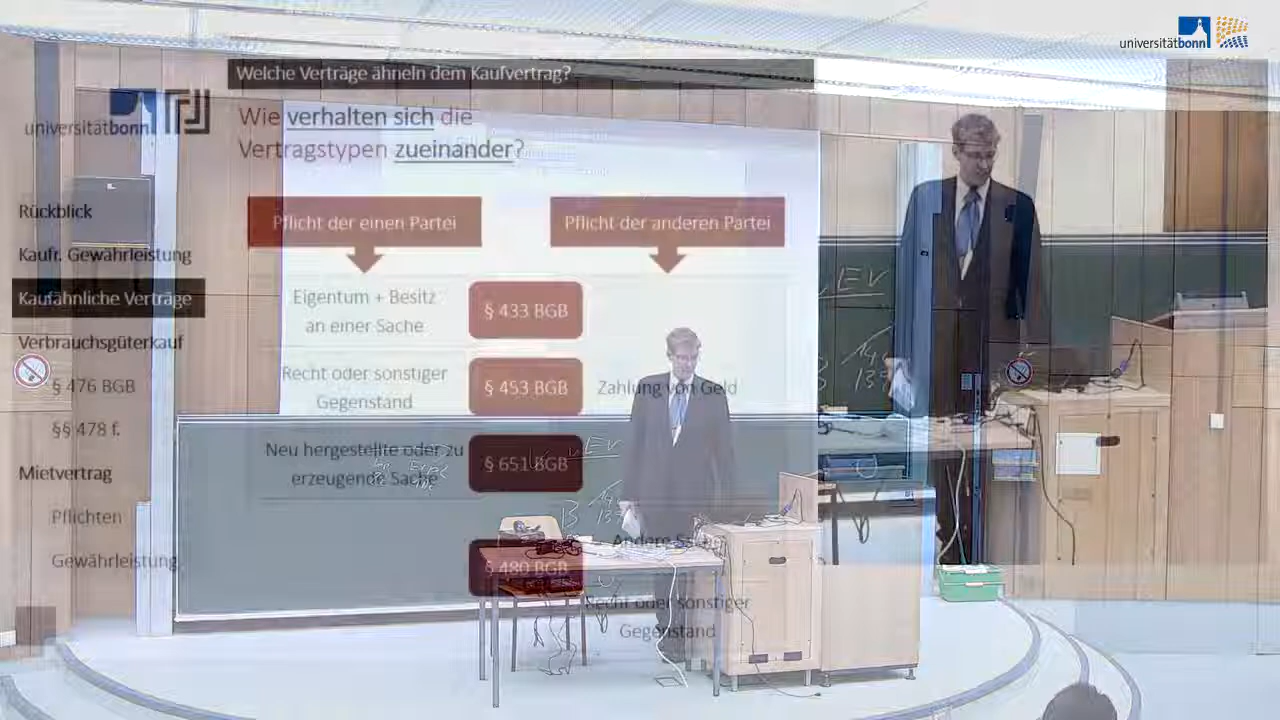 universitätbonn
Welche Verträge ähneln dem Kaufvertrag?
universitätbonn
Wie verhalten sich die
Vertragstypen zueinander?
Rückblick
Kaufr. Gewährleistung
Kaufähnliche Verträge
Verbrauchsgüterkauf
§ 476 BGB
§§ 478 f.
Mietvertrag
Pflichten
Gewährleistung
Pflicht der einen Partei
Pflicht der anderen Partei
Eigentum + Besitz
an einer Sache
§ 433 BGB
Recht oder sonstiger
Gegenstand
§ 453 BGB
Zahlung von Geld
Neu hergestellte oder zu
erzeugende Sache
§ 651 BGB
§ 480 BGB
Andere Sache
Recht oder sonstiger
Gegenstand
EV
EV